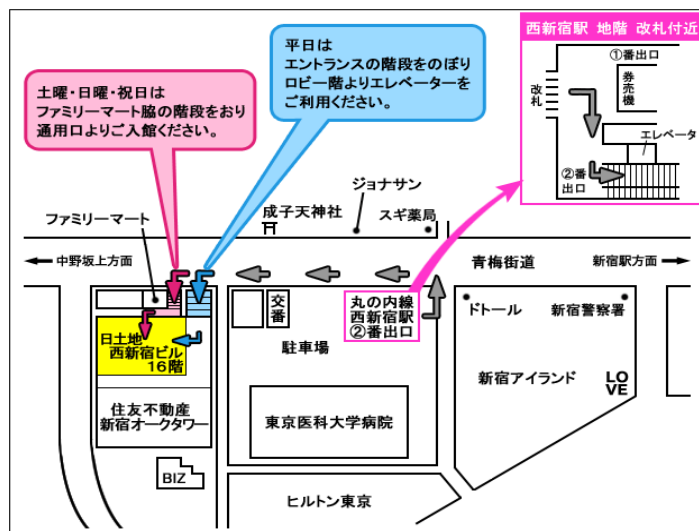 西新宿駅 地階 改札付近
①番出口
券売機
改札
エレベータ
②番
出口
平日は
エントランスの階段をのぼり
ロビー階よりエレベーターを
ご利用ください。
土曜・日曜・祝日は
ファミリーマート脇の階段をおり
通用口よりご入館ください。
ジョナサン
成子天神社
スギ薬局
ファミリーマート
中野坂上方面
青梅街道
新宿駅方面
交番
丸の内線
西新宿駅
②番出口
ドトール
新宿警察署
日土地
西新宿ビル
16階
駐車場
新宿アイランド
LO
VE
住友不動産
新宿オークタワー
東京医科大学病院
BIZ
ヒルトン東京